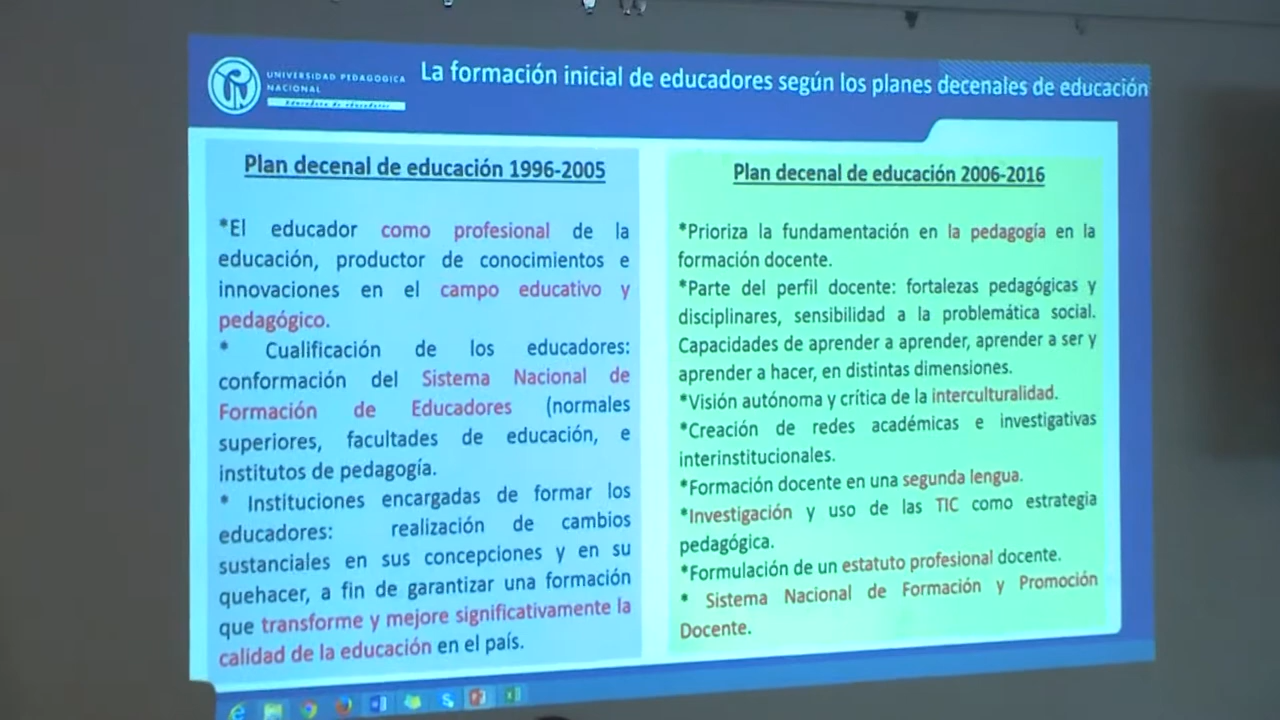 UNIVERSIDAD PEDAGOGICA
NACIONAL
Educadora de educadores
La formación inicial de educadores según los planes decenales de educación
Plan decenal de educación 1996-2005
*El educador como profesional de la
educación, productor de conocimientos e
innovaciones en el campo educativo y
pedagógico.
* Cualificación de los educadores:
conformación del Sistema Nacional de
Formación de Educadores (normales
superiores, facultades de educación, e
institutos de pedagogía.
* Instituciones encargadas de formar los
educadores: realización de cambios
sustanciales en sus concepciones y en su
quehacer, a fin de garantizar una formación
que transforme y mejore significativamente la
calidad de la educación en el país.
Plan decenal de educación 2006-2016
*Prioriza la fundamentación en la pedagogía en la
formación docente.
*Parte del perfil docente: fortalezas pedagógicas y
disciplinares, sensibilidad a la problemática social.
Capacidades de aprender a aprender, aprender a ser y
aprender a hacer, en distintas dimensiones.
*Visión autónoma y crítica de la interculturalidad.
*Creación de redes académicas e investigativas
interinstitucionales.
*Formación docente en una segunda lengua.
*Investigación y uso de las TIC como estrategia
pedagógica.
*Formulación de un estatuto profesional docente.
* Sistema Nacional de Formación y Promoción
Docente.